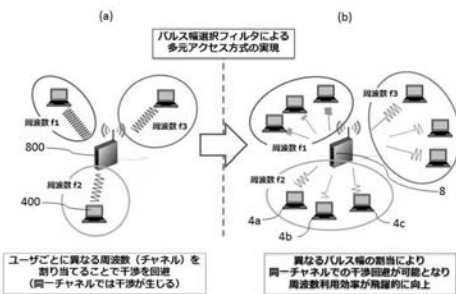 (a)
(b)
パルス幅選択フィルタによる
多元アクセス方式の実現
周波数 f1
周波数 f3
800
周波数 f2
400
周波数 f1
周波数 f3
周波数 f2
8
4a
4b
4c
ユーザごとに異なる周波数（チャネル）を
割り当てることで干渉を回避
（同一チャネルでは干渉が生じる）
異なるパルス幅の割当により
同一チャネルでの干渉回避が可能となり
周波数利用効率が飛躍的に向上